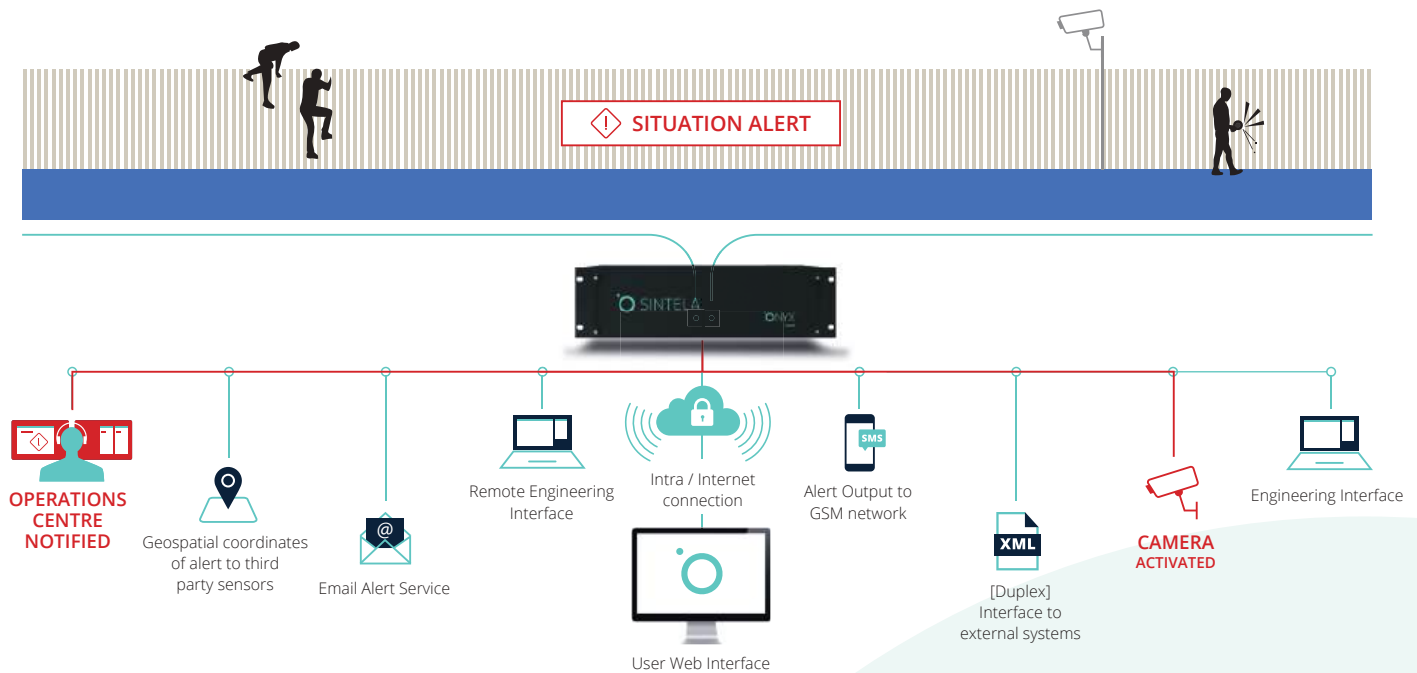 SITUATION ALERT
SINTELA
ONYX
OPERATIONS
CENTRE
NOTIFIED
Geospatial coordinates
of alert to third
party sensors
@
Email Alert Service
Remote Engineering
Interface
Intra / Internet
connection
User Web Interface
SMS
Alert Output to
GSM network
XML
[Duplex]
Interface to
external systems
CAMERA
ACTIVATED
Engineering Interface